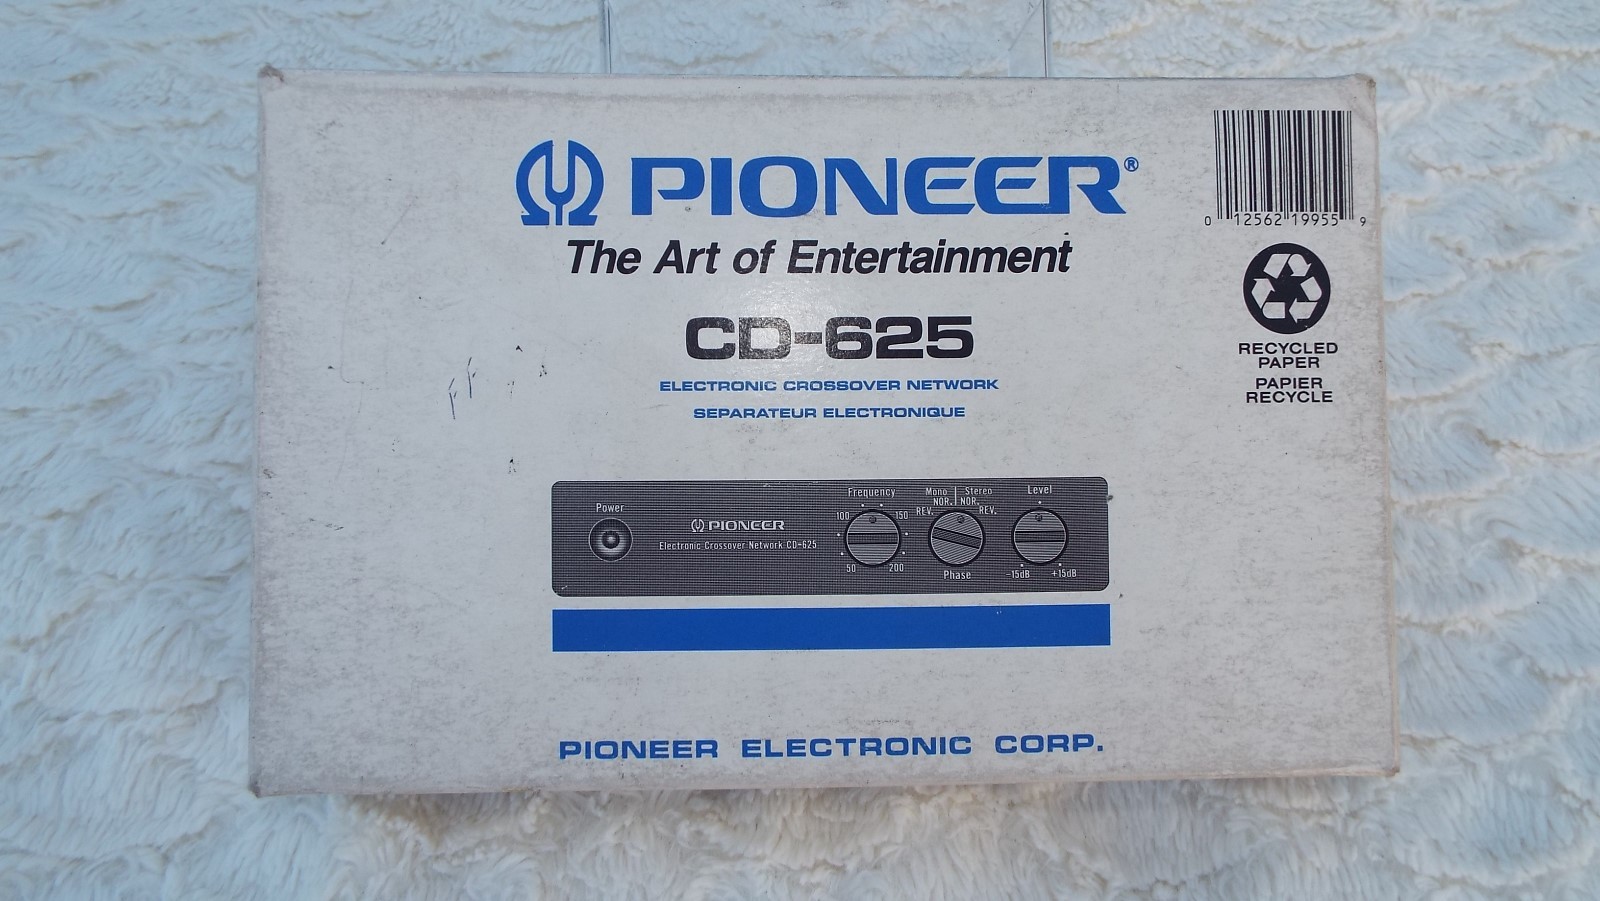 PIONEER®
The Art of Entertainment
CD-625
ELECTRONIC CROSSOVER NETWORK
SEPARATEUR ELECTRONIQUE
0 12562 19955 9
RECYCLED
PAPER
PAPIER
RECYCLE
Power
PIONEER
Electronic Crossover Network CD-625
Frequency
100 150
50 200
Mono Stereo
NOR. NOR.
REV. REV.
Phase
Level
-15dB +15dB
PIONEER ELECTRONIC CORP.